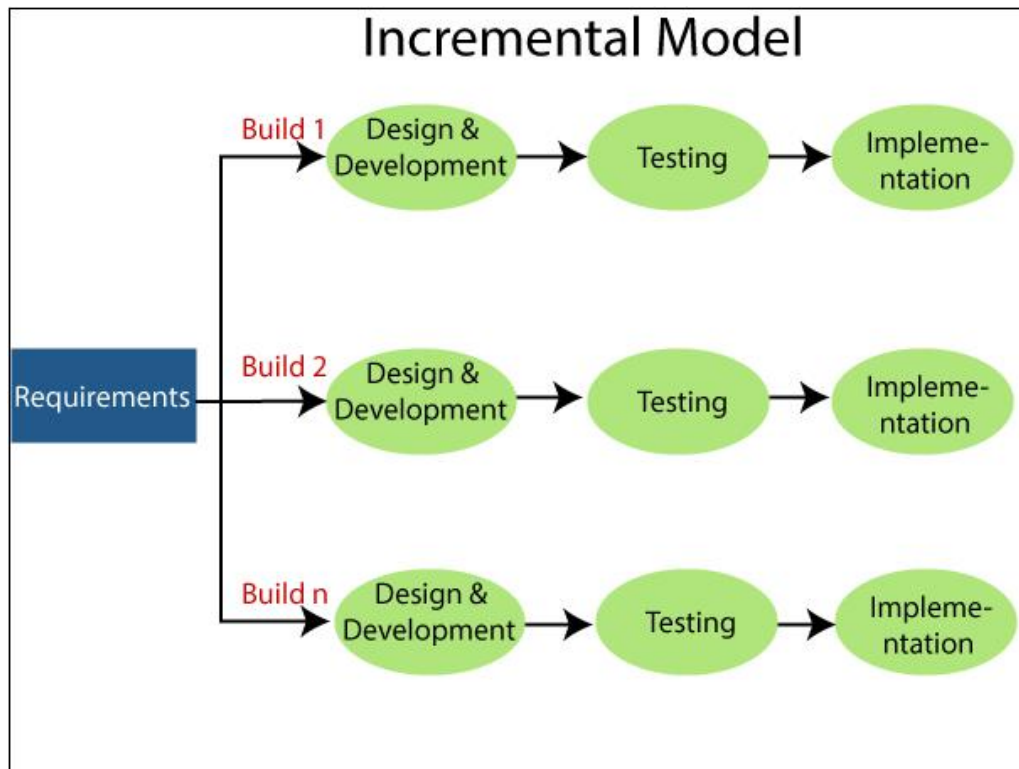 Incremental Model
Build 1
Design &
Development
Testing
Impleme-
ntation
Requirements
Build 2
Design &
Development
Testing
Impleme-
ntation
Build n
Design &
Development
Testing
Impleme-
ntation